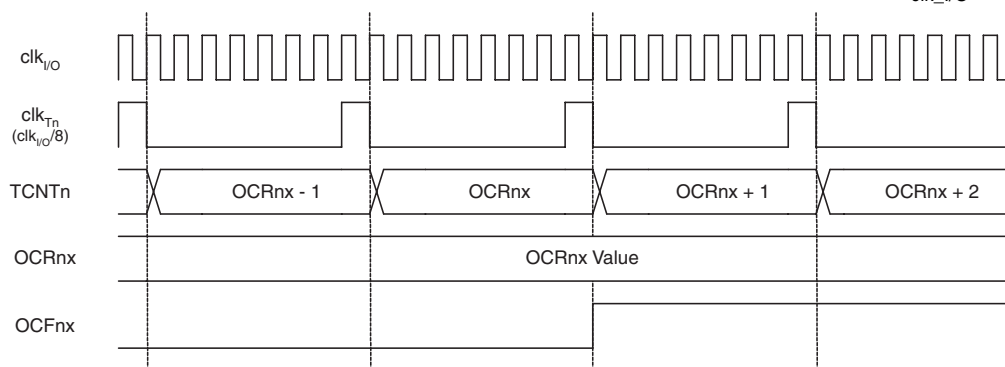 clk_I/O
clk_Tn
(clk_I/O/8)
TCNTn
OCRnx - 1
OCRnx
OCRnx + 1
OCRnx + 2
OCRnx
OCRnx Value
OCFnx